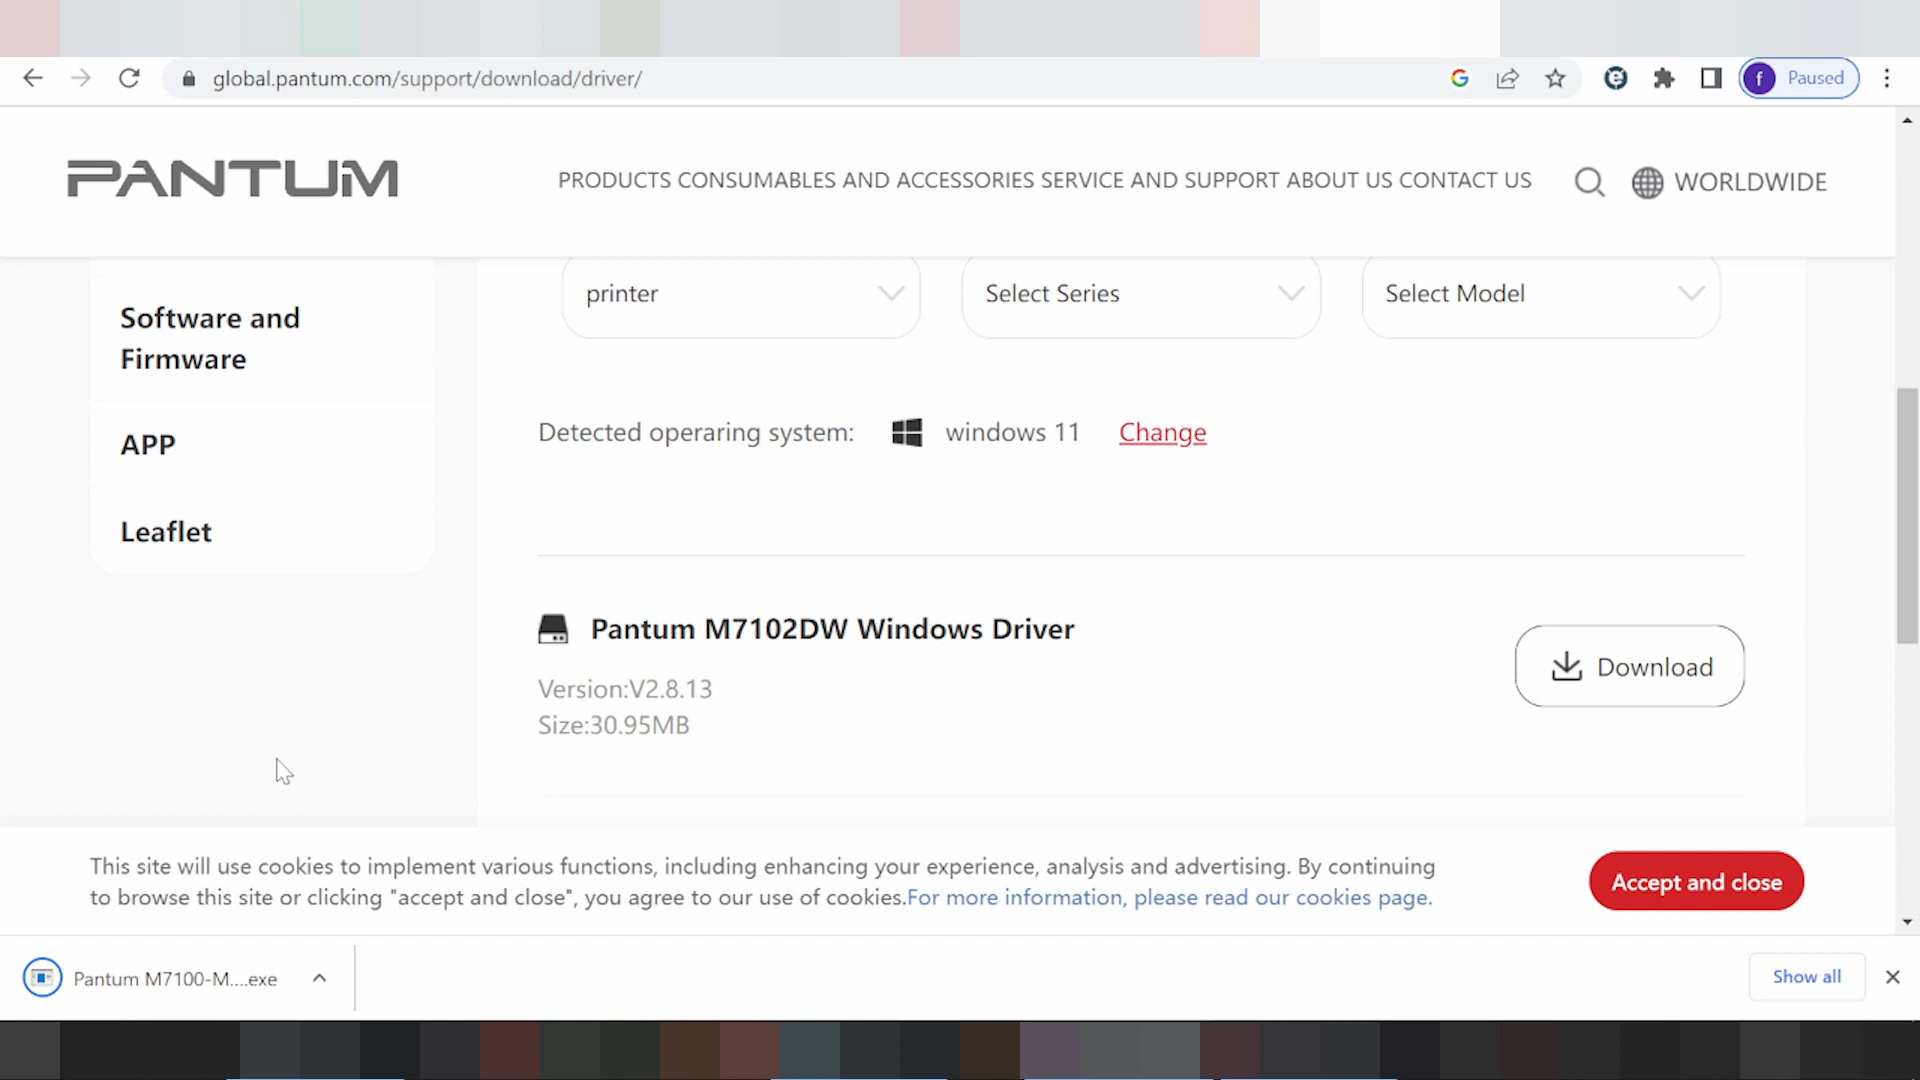 global.pantum.com/support/download/driver/
f Paused
PANTUM
PRODUCTS CONSUMABLES AND ACCESSORIES SERVICE AND SUPPORT ABOUT US CONTACT US
WORLDWIDE
Software and
Firmware
APP
Leaflet
printer
Select Series
Select Model
Detected operaring system: windows 11 Change
Pantum M7102DW Windows Driver
Version:V2.8.13
Size:30.95MB
Download
This site will use cookies to implement various functions, including enhancing your experience, analysis and advertising. By continuing
to browse this site or clicking "accept and close", you agree to our use of cookies.For more information, please read our cookies page.
Accept and close
Pantum M7100-M....exe
Show all